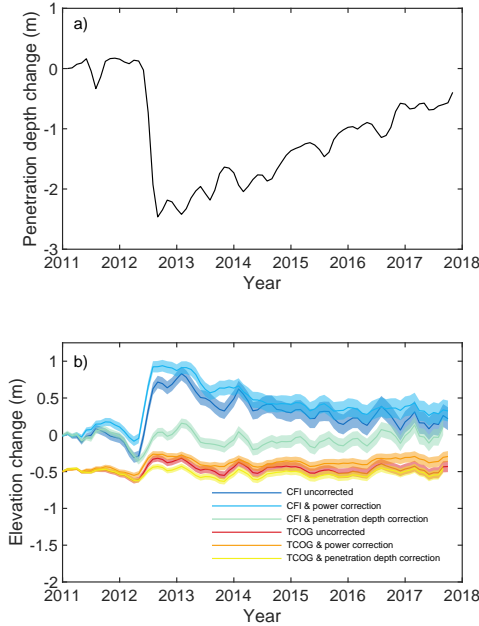 a)
Penetration depth change (m)
1
0
-1
-2
-3
2011 2012 2013 2014 2015 2016 2017 2018
Year
b)
Elevation change (m)
1
0.5
0
-0.5
-1
-1.5
-2
CFI uncorrected
CFI & power correction
CFI & penetration depth correction
TCOG uncorrected
TCOG & power correction
TCOG & penetration depth correction
2011 2012 2013 2014 2015 2016 2017 2018
Year